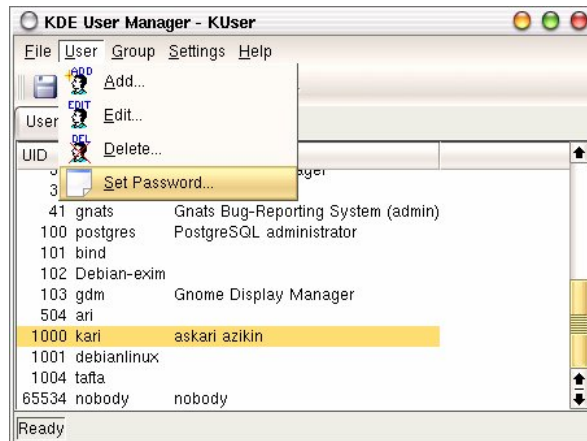 KDE User Manager - KUser
File User Group Settings Help
ADD Add...
EDIT Edit...
User
DEL Delete...
UID
Set Password...
3
41 gnats Gnats Bug-Reporting System (admin)
100 postgres PostgreSQL administrator
101 bind
102 Debian-exim
103 gdm Gnome Display Manager
504 ari
1000 kari askari azikin
1001 debianlinux
1004 tafta
65534 nobody nobody
Ready